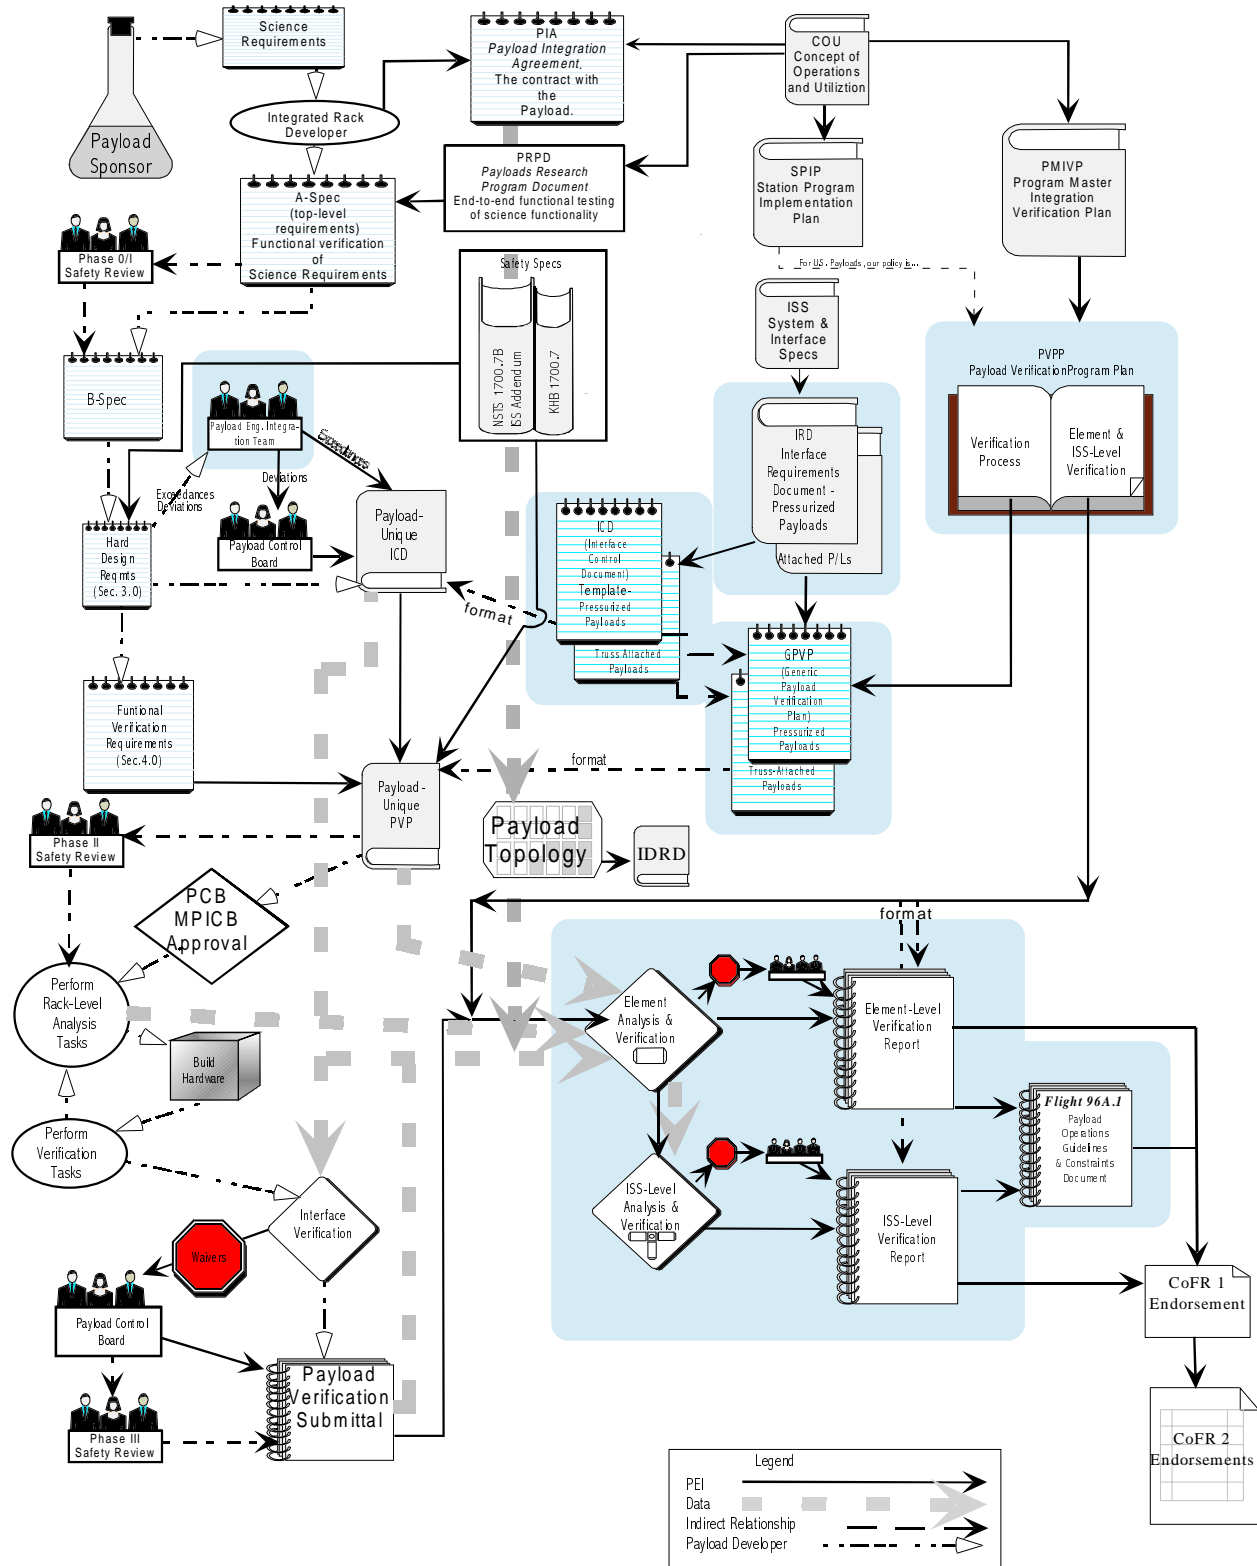 Science
Requirements
PIA
Payload Integration
Agreement.
The contract with
the
Payload.
COU
Concept of
Operations
and Utiliztion
Payload
Sponsor
Integrated Rack
Developer
PRPD
Payloads Research
Program Document
End-to-end functional testing
of science functionality
SPIP
Station Program
Implementation
Plan
PMIVP
Program Master
Integration
Verification Plan
A-Spec
(top-level
requirements)
Functional verification
of
Science Requirements
Phase 0/I
Safety Review
For U.S. Payloads, our policy is...
Safety Specs
NSTS 1700.7B
ISS Addendum
KHB 1700.7
ISS
System &
Interface
Specs
PVPP
Payload VerificationProgram Plan
Verification
Process
Element &
ISS-Level
Verification
B-Spec
Payload Eng. Integra-
tion Team
Exceedances
Deviations
Exceedances
Deviations
IRD
Interface
Requirements
Document -
Pressurized
Payloads
Attached P/Ls
Payload-
Unique
ICD
Payload Control
Board
Hard
Design
Reqmts
(Sec. 3.0)
ICD
(Interface
Control
Document)
Template-
Pressurized
Payloads
Truss Attached
Payloads
format
GPVP
(Generic
Payload
Verification
Plan)
Pressurized
Payloads
Truss-Attached
Payloads
Funtional
Verification
Requirements
(Sec.4.0)
format
Payload -
Unique
PVP
Phase II
Safety Review
Payload
Topology
IDRD
PCB
MPICB
Approval
format
Perform
Rack-Level
Analysis
Tasks
Element
Analysis &
Verification
Element-Level
Verification
Report
Build
Hardware
Flight 96A.1
Payload
Operations
Guidelines
& Constraints
Document
Perform
Verification
Tasks
ISS-Level
Analysis &
Verification
ISS-Level
Verification
Report
Interface
Verification
Waivers
CoFR 1
Endorsement
Payload Control
Board
Payload
Verification
Submittal
Phase III
Safety Review
CoFR 2
Endorsements
Legend
PEI
Data
Indirect Relationship
Payload Developer